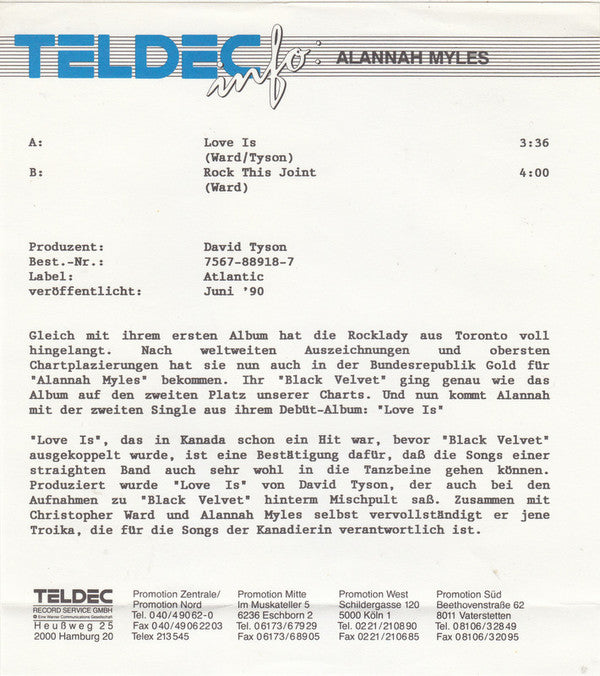 TELDEC info: ALANNAH MYLES
A: Love Is 3:36
(Ward/Tyson)
B: Rock This Joint 4:00
(Ward)
Produzent: David Tyson
Best.-Nr.: 7567-88918-7
Label: Atlantic
veröffentlicht: Juni '90
Gleich mit ihrem ersten Album hat die Rocklady aus Toronto voll
hingelangt. Nach weltweiten Auszeichnungen und obersten
Chartplazierungen hat sie nun auch in der Bundesrepublik Gold für
"Alannah Myles" bekommen. Ihr "Black Velvet" ging genau wie das
Album auf den zweiten Platz unserer Charts. Und nun kommt Alannah
mit der zweiten Single aus ihrem Debüt-Album: "Love Is"
"Love Is", das in Kanada schon ein Hit war, bevor "Black Velvet"
ausgekoppelt wurde, ist eine Bestätigung dafür, daß die Songs einer
straighten Band auch sehr wohl in die Tanzbeine gehen können.
Produziert wurde "Love Is" von David Tyson, der auch bei den
Aufnahmen zu "Black Velvet" hinterm Mischpult saß. Zusammen mit
Christopher Ward und Alannah Myles selbst vervollständigt er jene
Troika, die für die Songs der Kanadierin verantwortlich ist.
TELDEC
RECORD SERVICE GMBH
Eine Warner Communications Gesellschaft
Heußweg 25
2000 Hamburg 20
Promotion Zentrale/
Promotion Nord
Tel. 040/49062-0
Fax 040/49062203
Telex 213545
Promotion Mitte
Im Muskateller 5
6236 Eschborn 2
Tel. 06173/67929
Fax 06173/68905
Promotion West
Schildergasse 120
5000 Köln 1
Tel. 0221/210890
Fax 0221/210685
Promotion Süd
Beethovenstraße 62
8011 Vaterstetten
Tel. 08106/32849
Fax 08106/32095